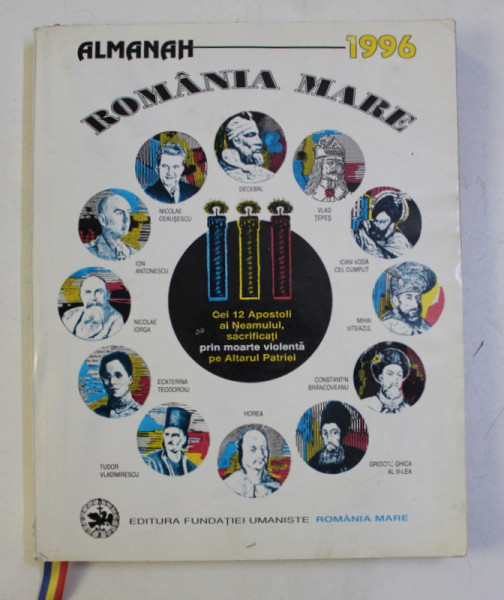 ALMANAH 1996
ROMÂNIA MARE
DECEBAL
NICOLAE
CEAUŞESCU
VLAD
ŢEPEŞ
ION
ANTONESCU
IOAN VODĂ
CEL CUMPLIT
NICOLAE
IORGA
MIHAI
VITEAZUL
Cei 12 Apostoli
ai Neamului,
sacrificaţi
prin moarte violentă
pe Altarul Patriei
ECATERINA
TEODOROIU
CONSTANTIN
BRÂNCOVEANU
HOREA
TUDOR
VLADIMIRESCU
GRIGORE GHICA
AL III-LEA
EDITURA FUNDAŢIEI UMANISTE ROMÂNIA MARE